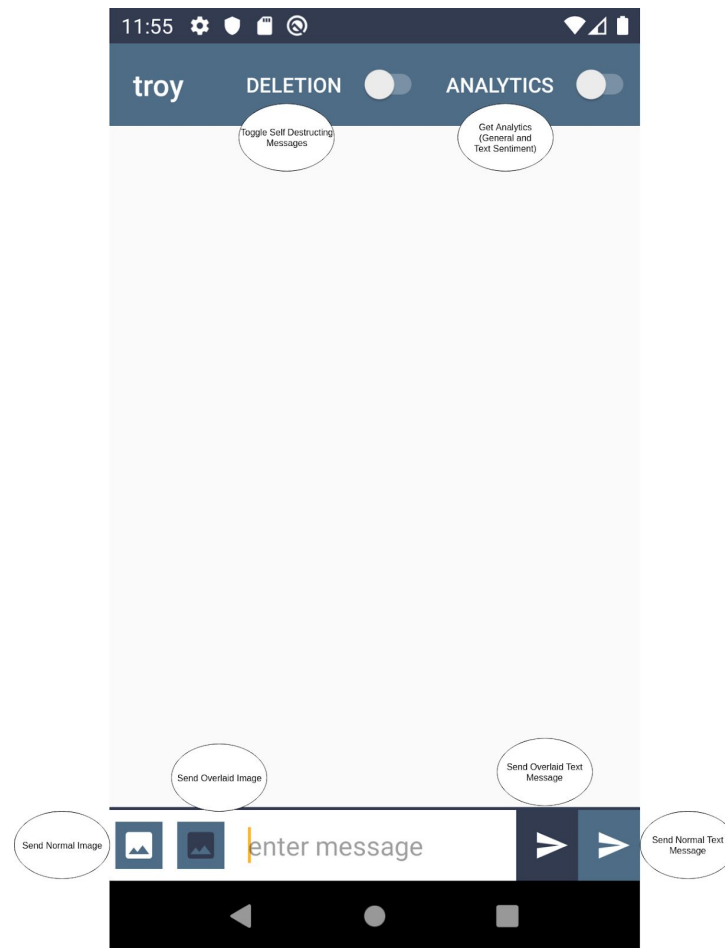 11:55
troy DELETION ANALYTICS
Toggle Self Destructing
Messages
Get Analytics
(General and
Text Sentiment)
Send Overlaid Image
Send Overlaid Text
Message
Send Normal Image
enter message
Send Normal Text
Message